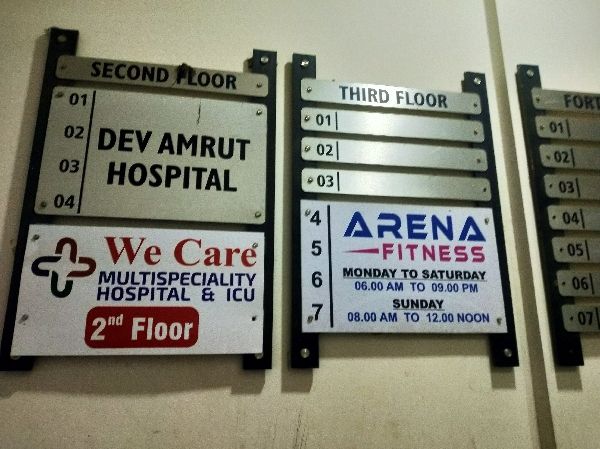 SECOND FLOOR
01
02
03
04
DEV AMRUT
HOSPITAL
We Care
MULTISPECIALITY
HOSPITAL & ICU
2nd Floor
THIRD FLOOR
01
02
03
4
5
6
7
ARENA
FITNESS
MONDAY TO SATURDAY
06.00 AM TO 09.00 PM
SUNDAY
08.00 AM TO 12.00 NOON
FORT
01
02
03
04
05
06
07